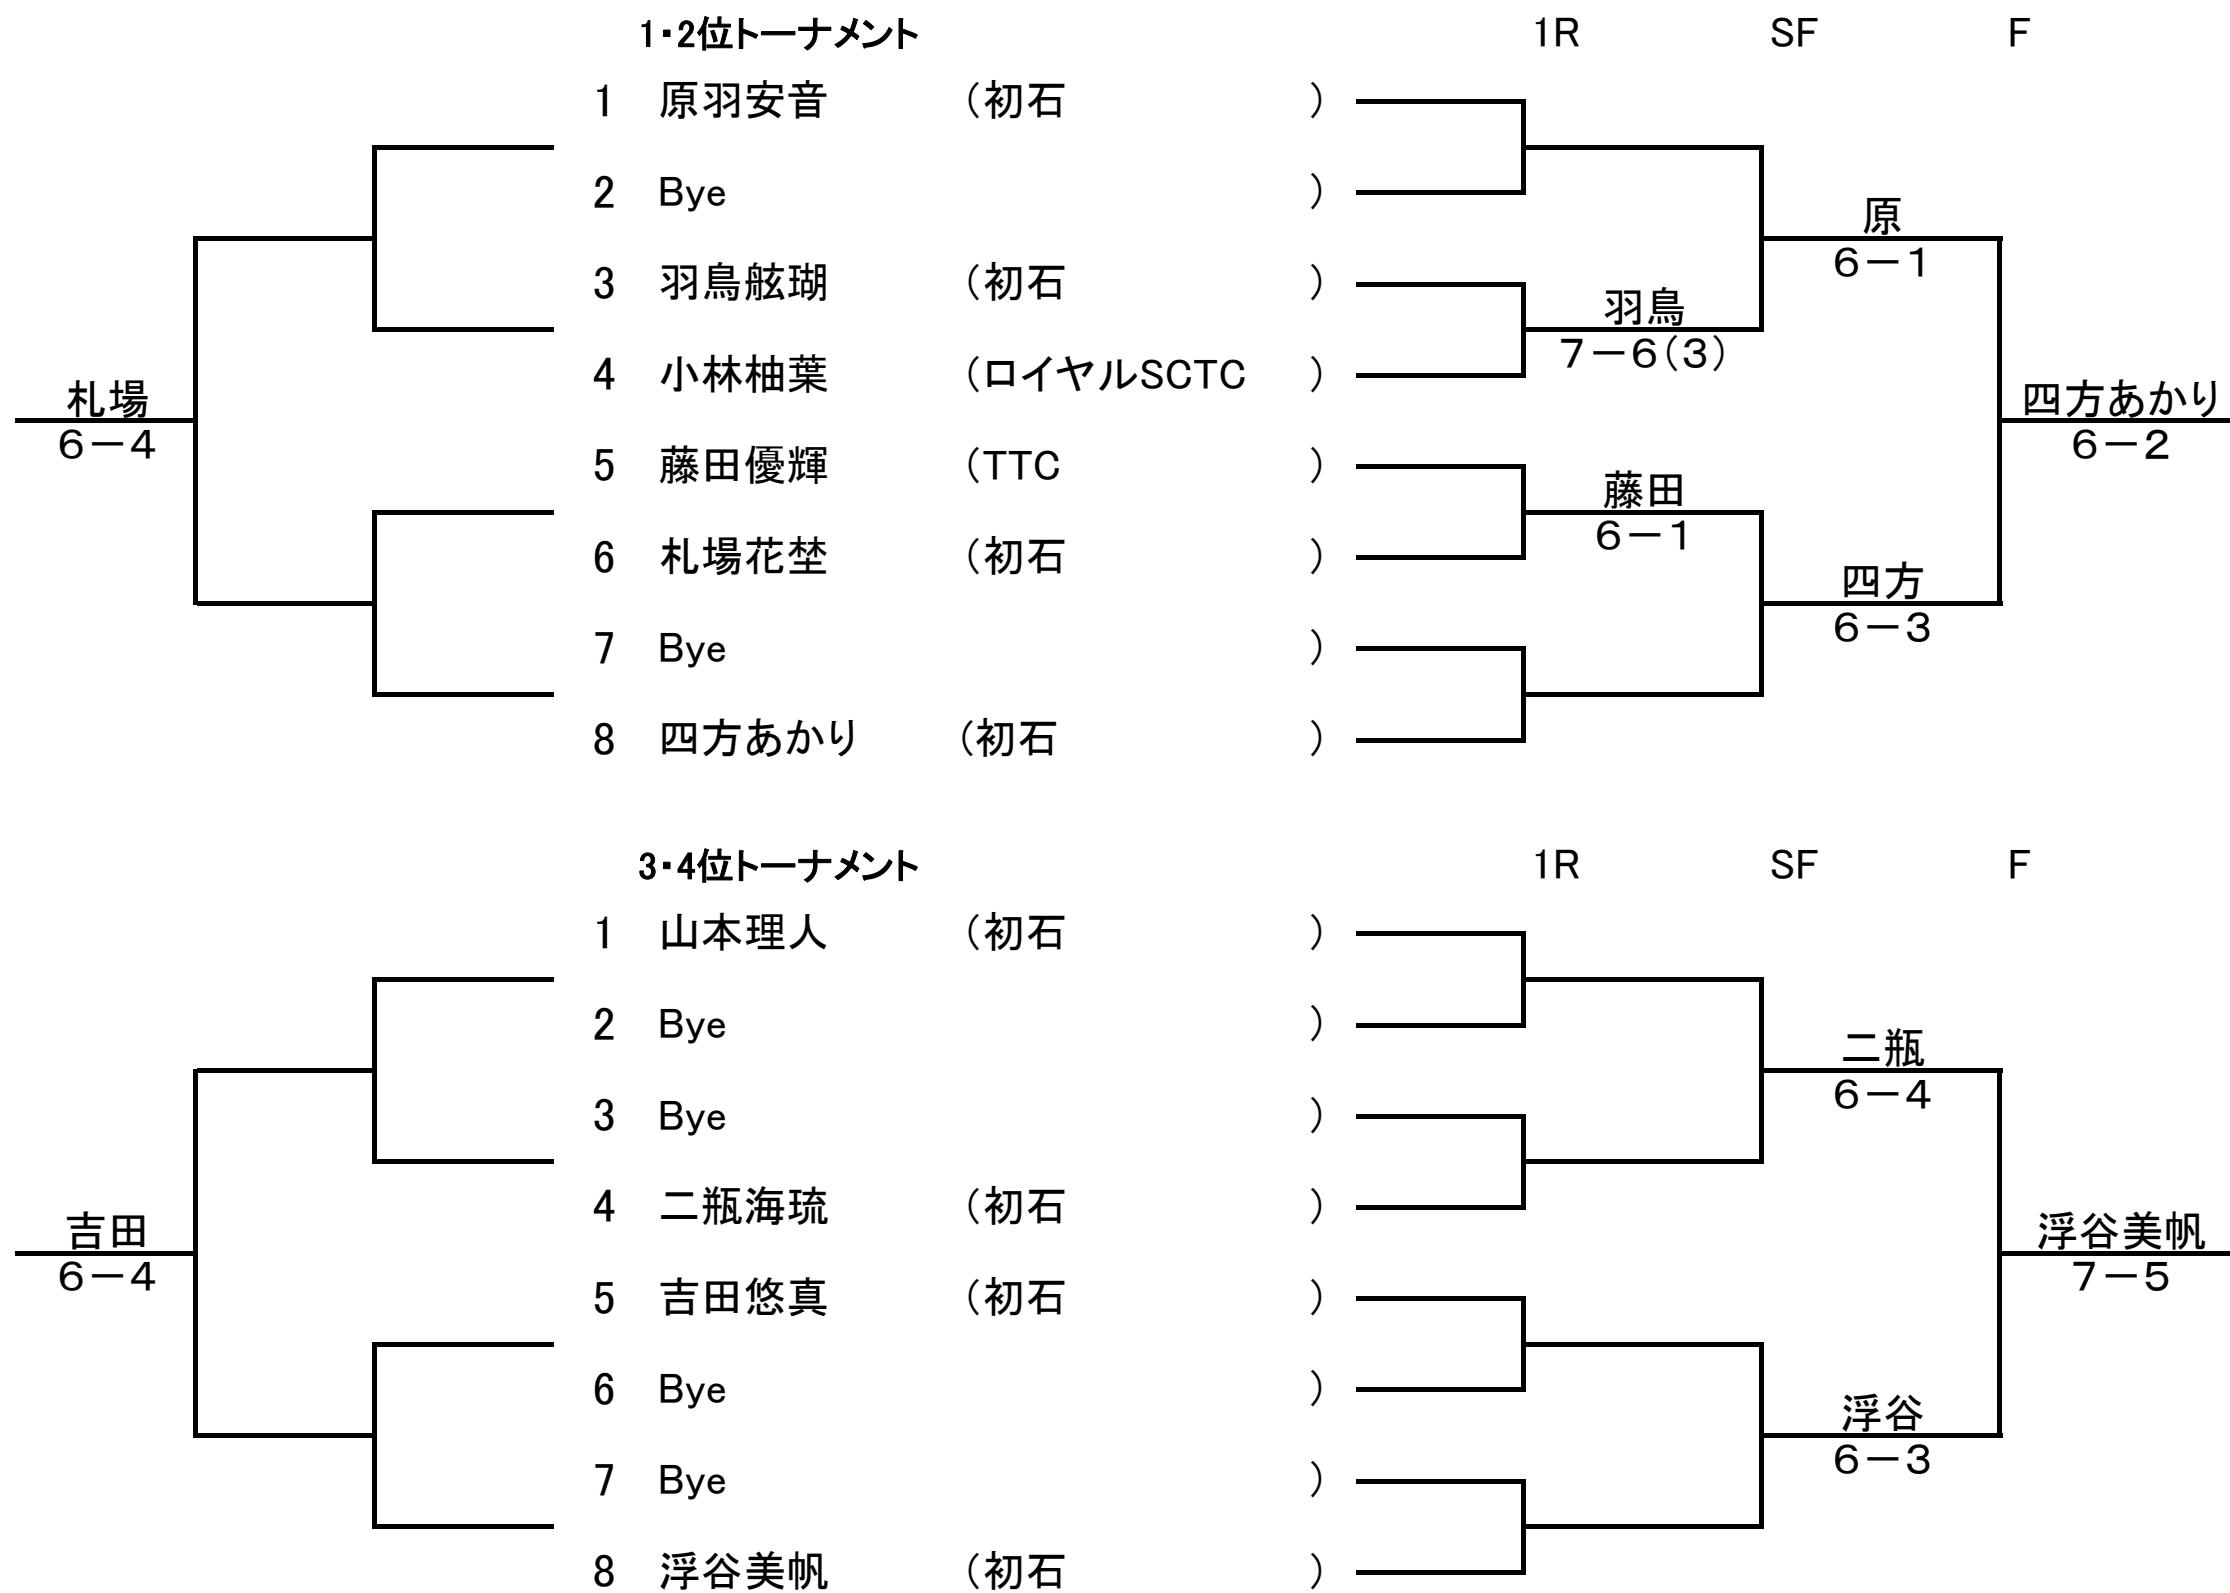 1・2位トーナメント 1R SF F
1 原羽安音 (初石 )
2 Bye )
原
6-1
3 羽鳥舷瑚 (初石 )
羽鳥
7-6(3)
4 小林柚葉 (ロイヤルSCTC )
札場
6-4
四方あかり
6-2
5 藤田優輝 (TTC )
藤田
6-1
6 札場花埜 (初石 )
四方
6-3
7 Bye )
8 四方あかり (初石 )
3・4位トーナメント 1R SF F
1 山本理人 (初石 )
2 Bye )
二瓶
6-4
3 Bye )
4 二瓶海琉 (初石 )
吉田
6-4
浮谷美帆
7-5
5 吉田悠真 (初石 )
6 Bye )
浮谷
6-3
7 Bye )
8 浮谷美帆 (初石 )